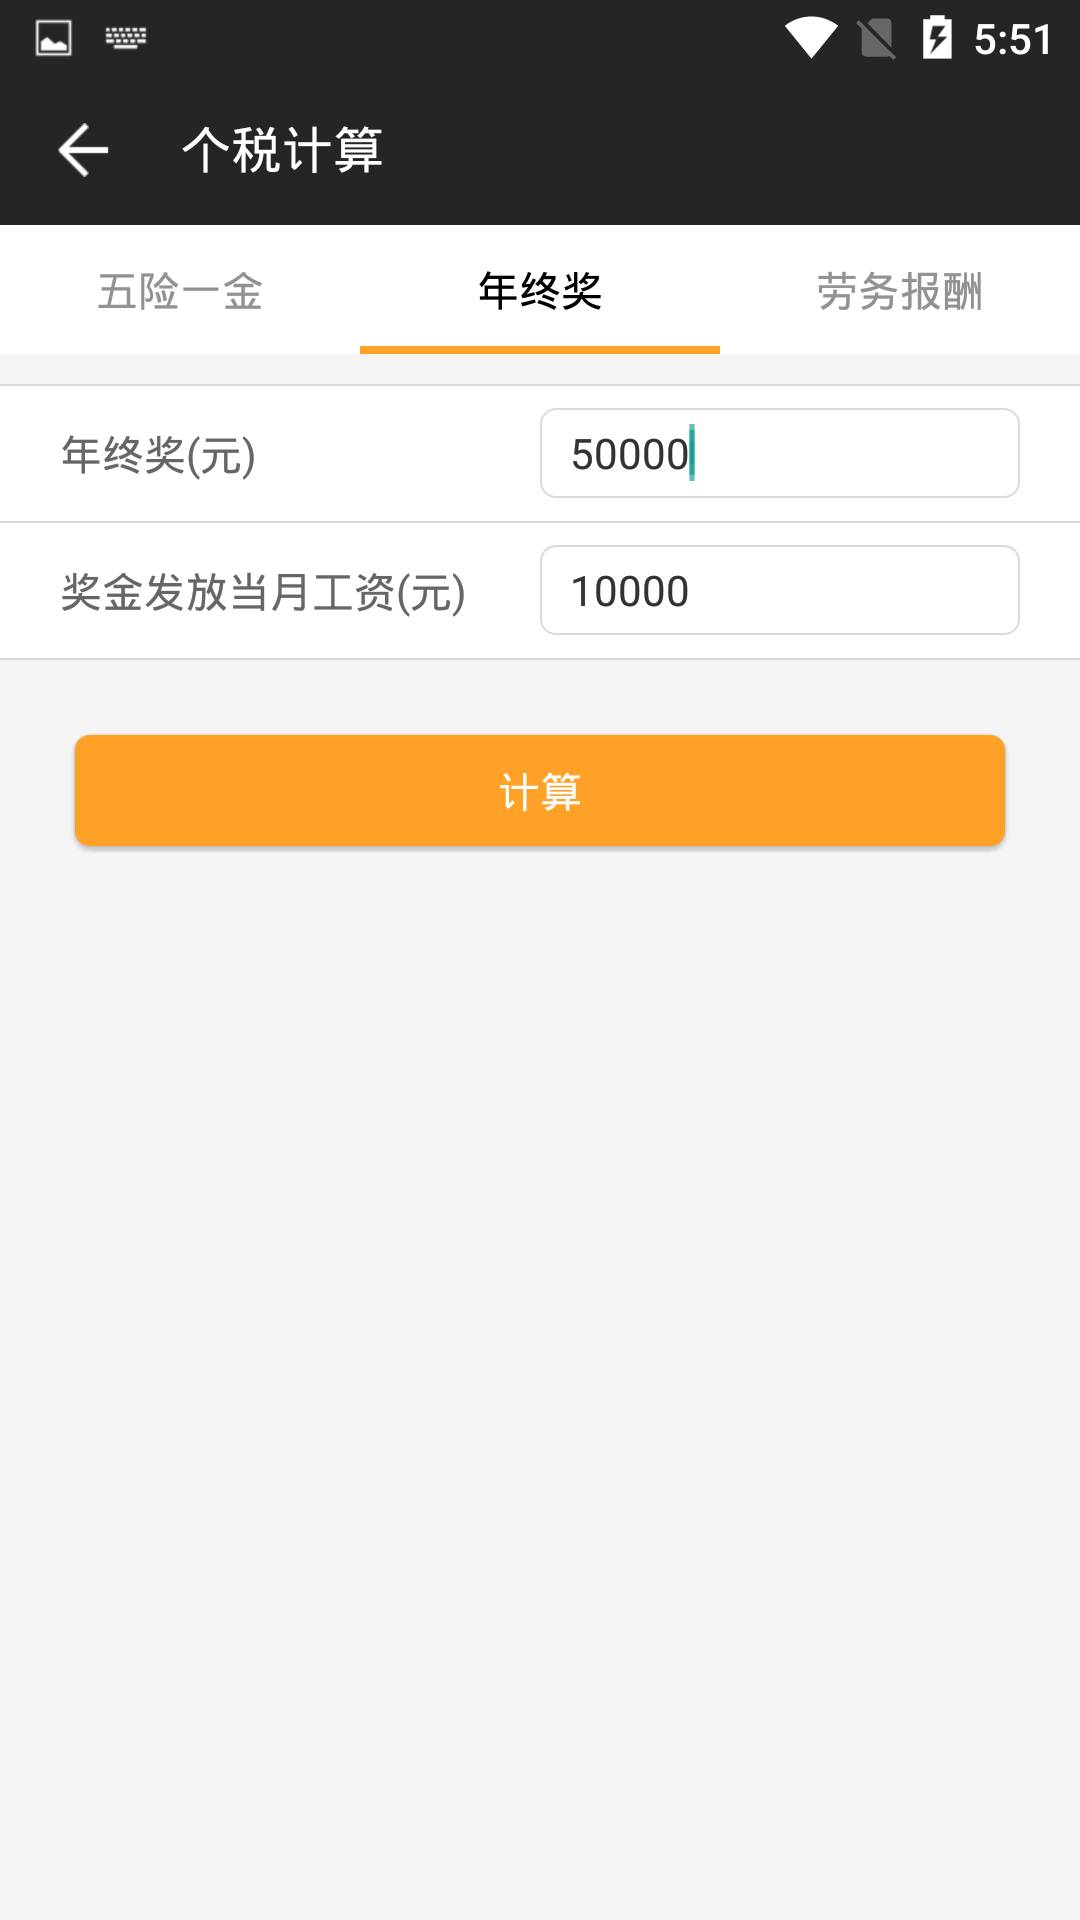 5:51
个税计算
五险一金 年终奖 劳务报酬
年终奖(元) 50000
奖金发放当月工资(元) 10000
计算